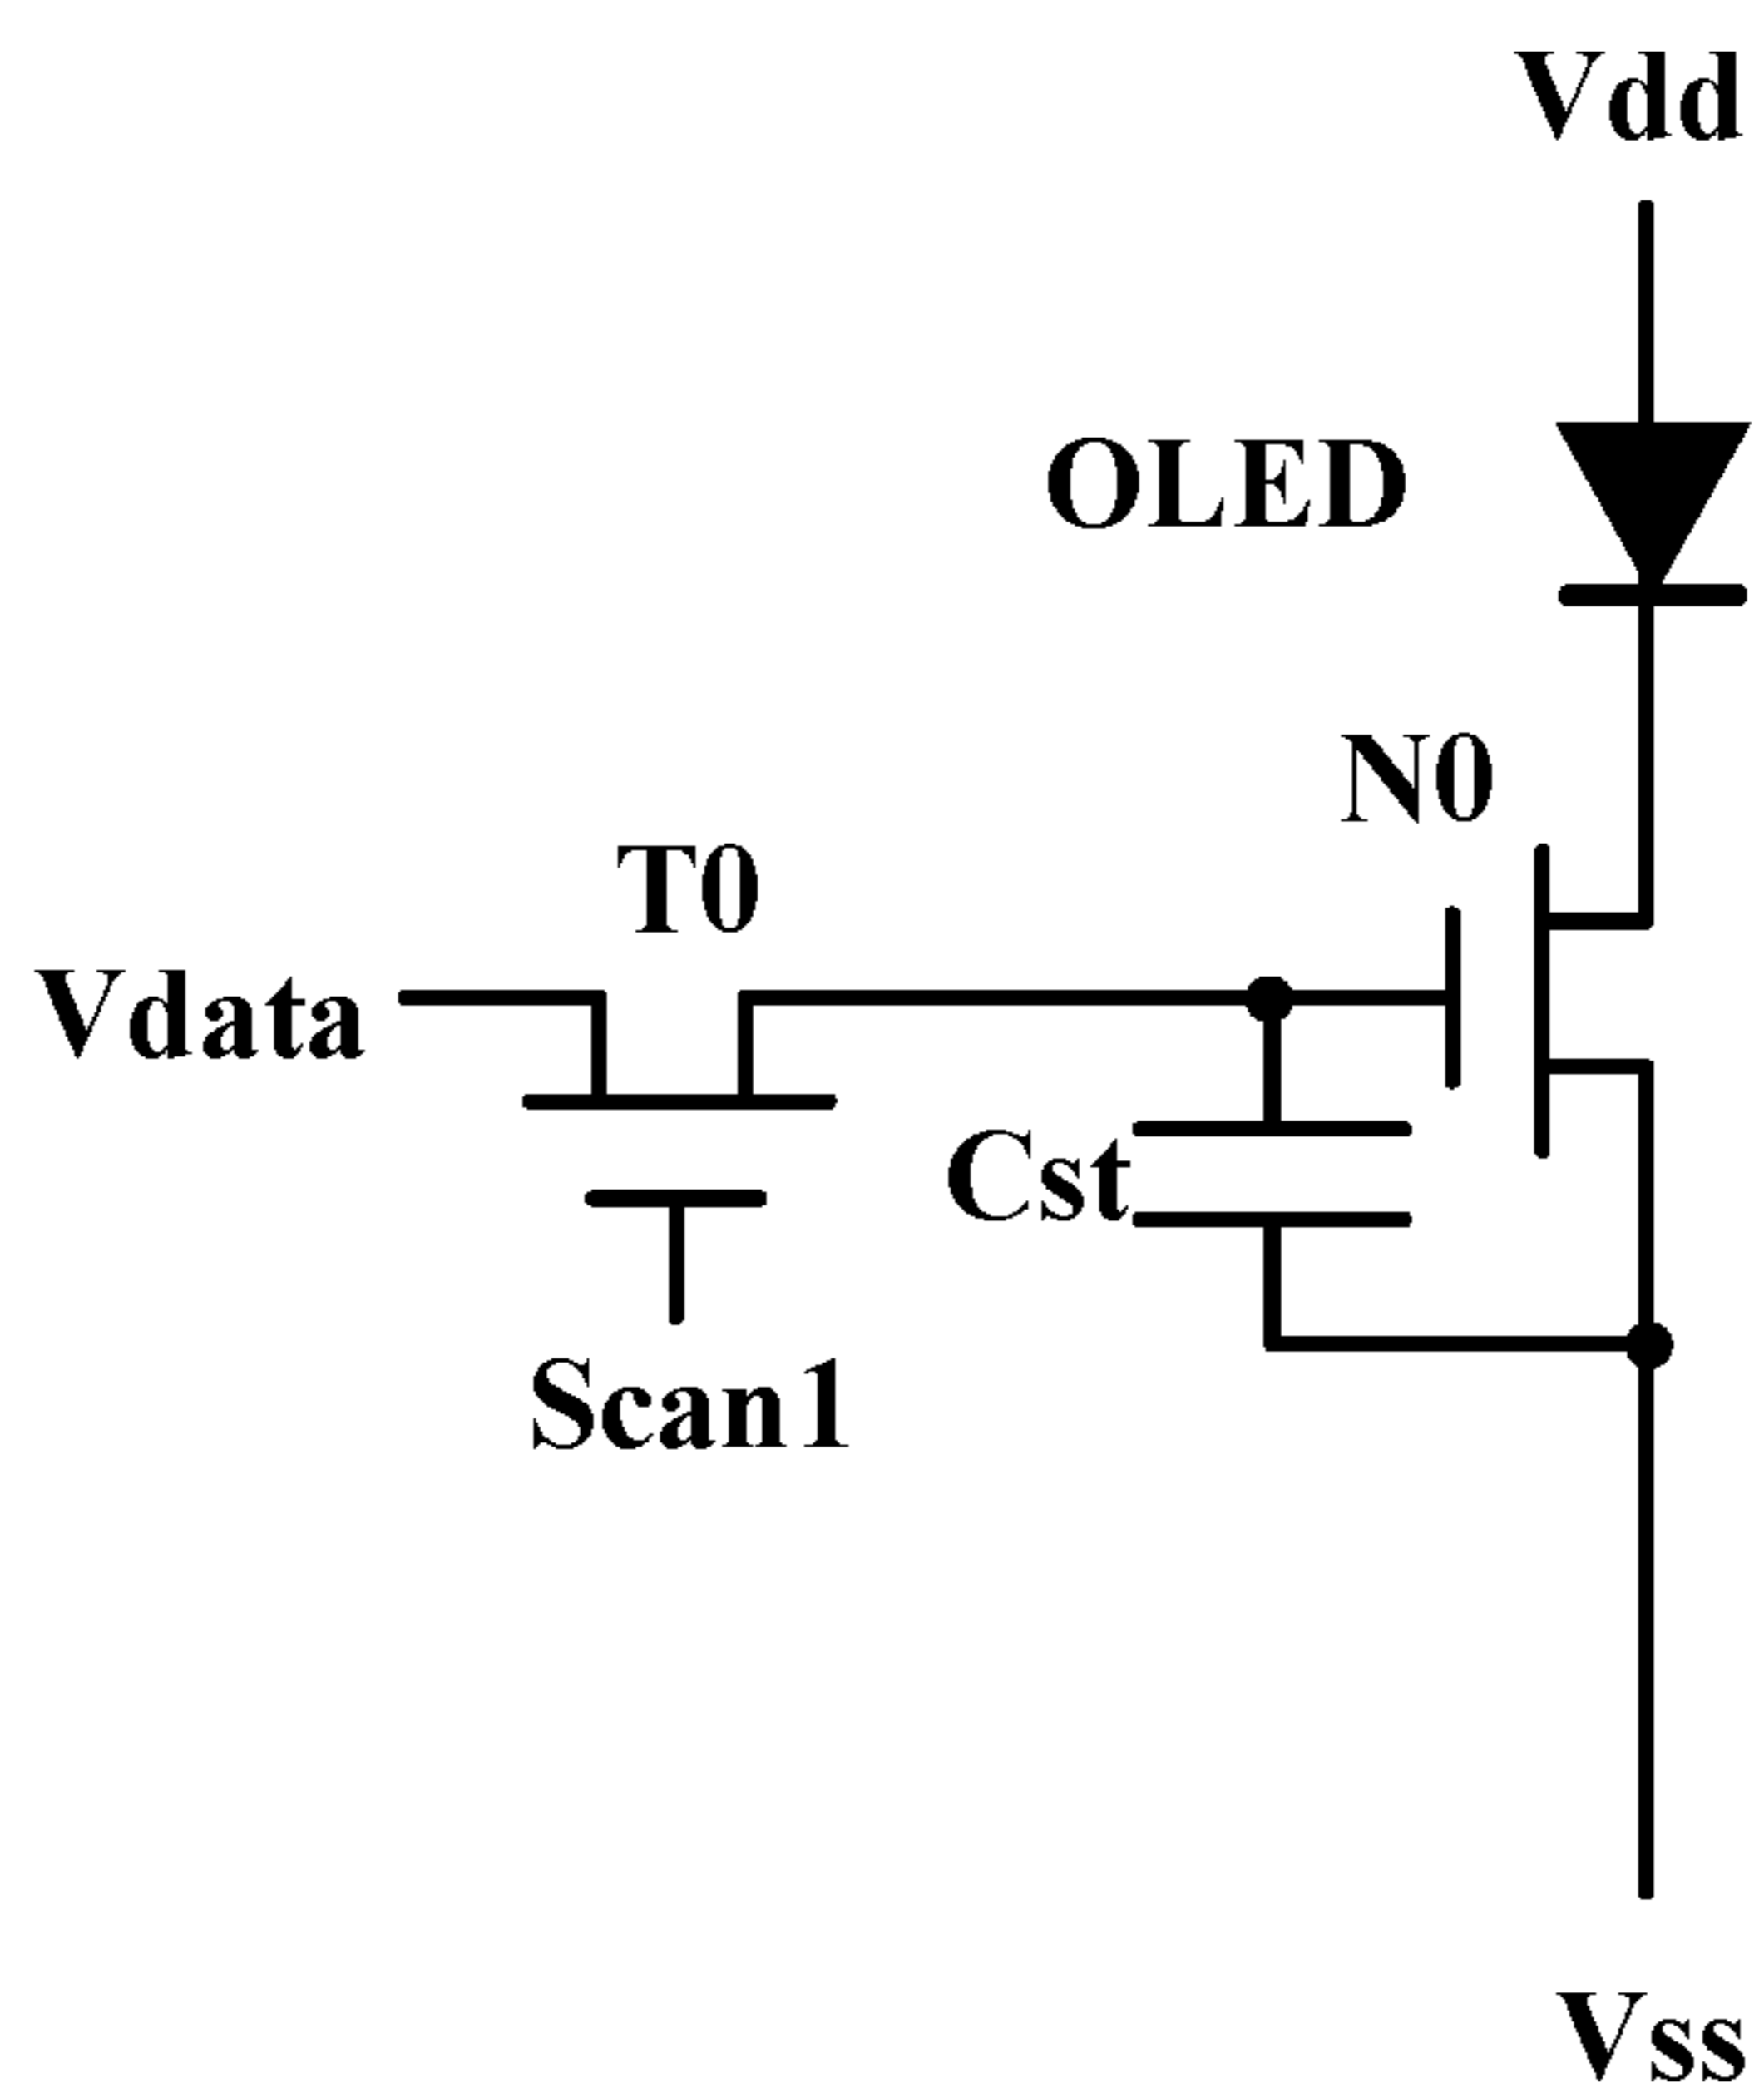 Vdd
OLED
N0
T0
Vdata
Cst
Scan1
Vss